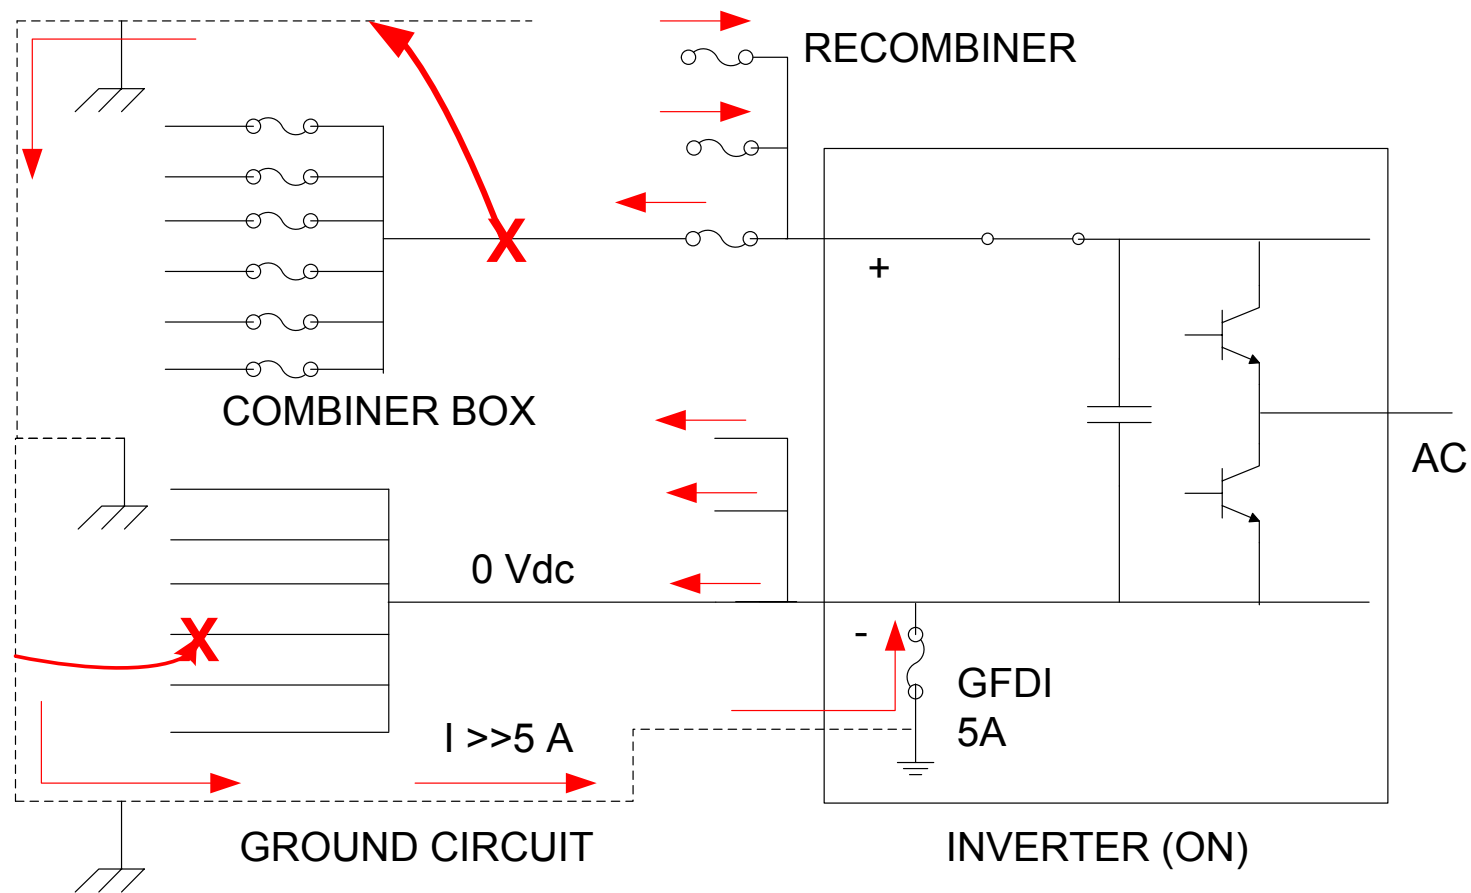 RECOMBINER
+
COMBINER BOX
AC
0 Vdc
-
GFDI
5A
I >>5 A
GROUND CIRCUIT
INVERTER (ON)